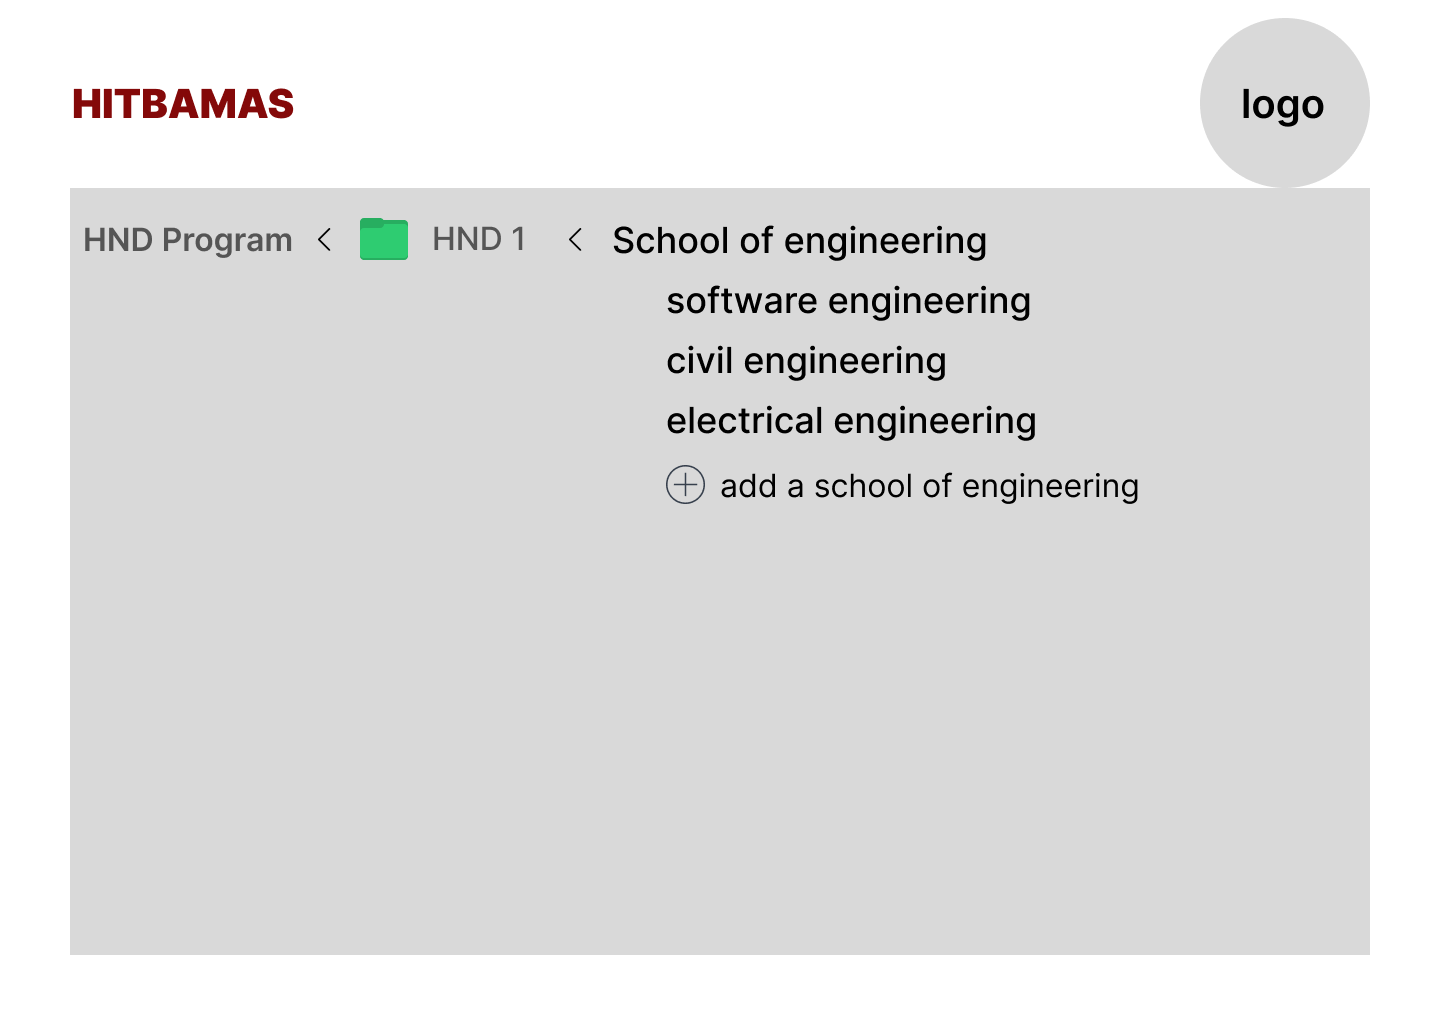 HITBAMAS
logo
HND Program < HND 1 < School of engineering
software engineering
civil engineering
electrical engineering
add a school of engineering